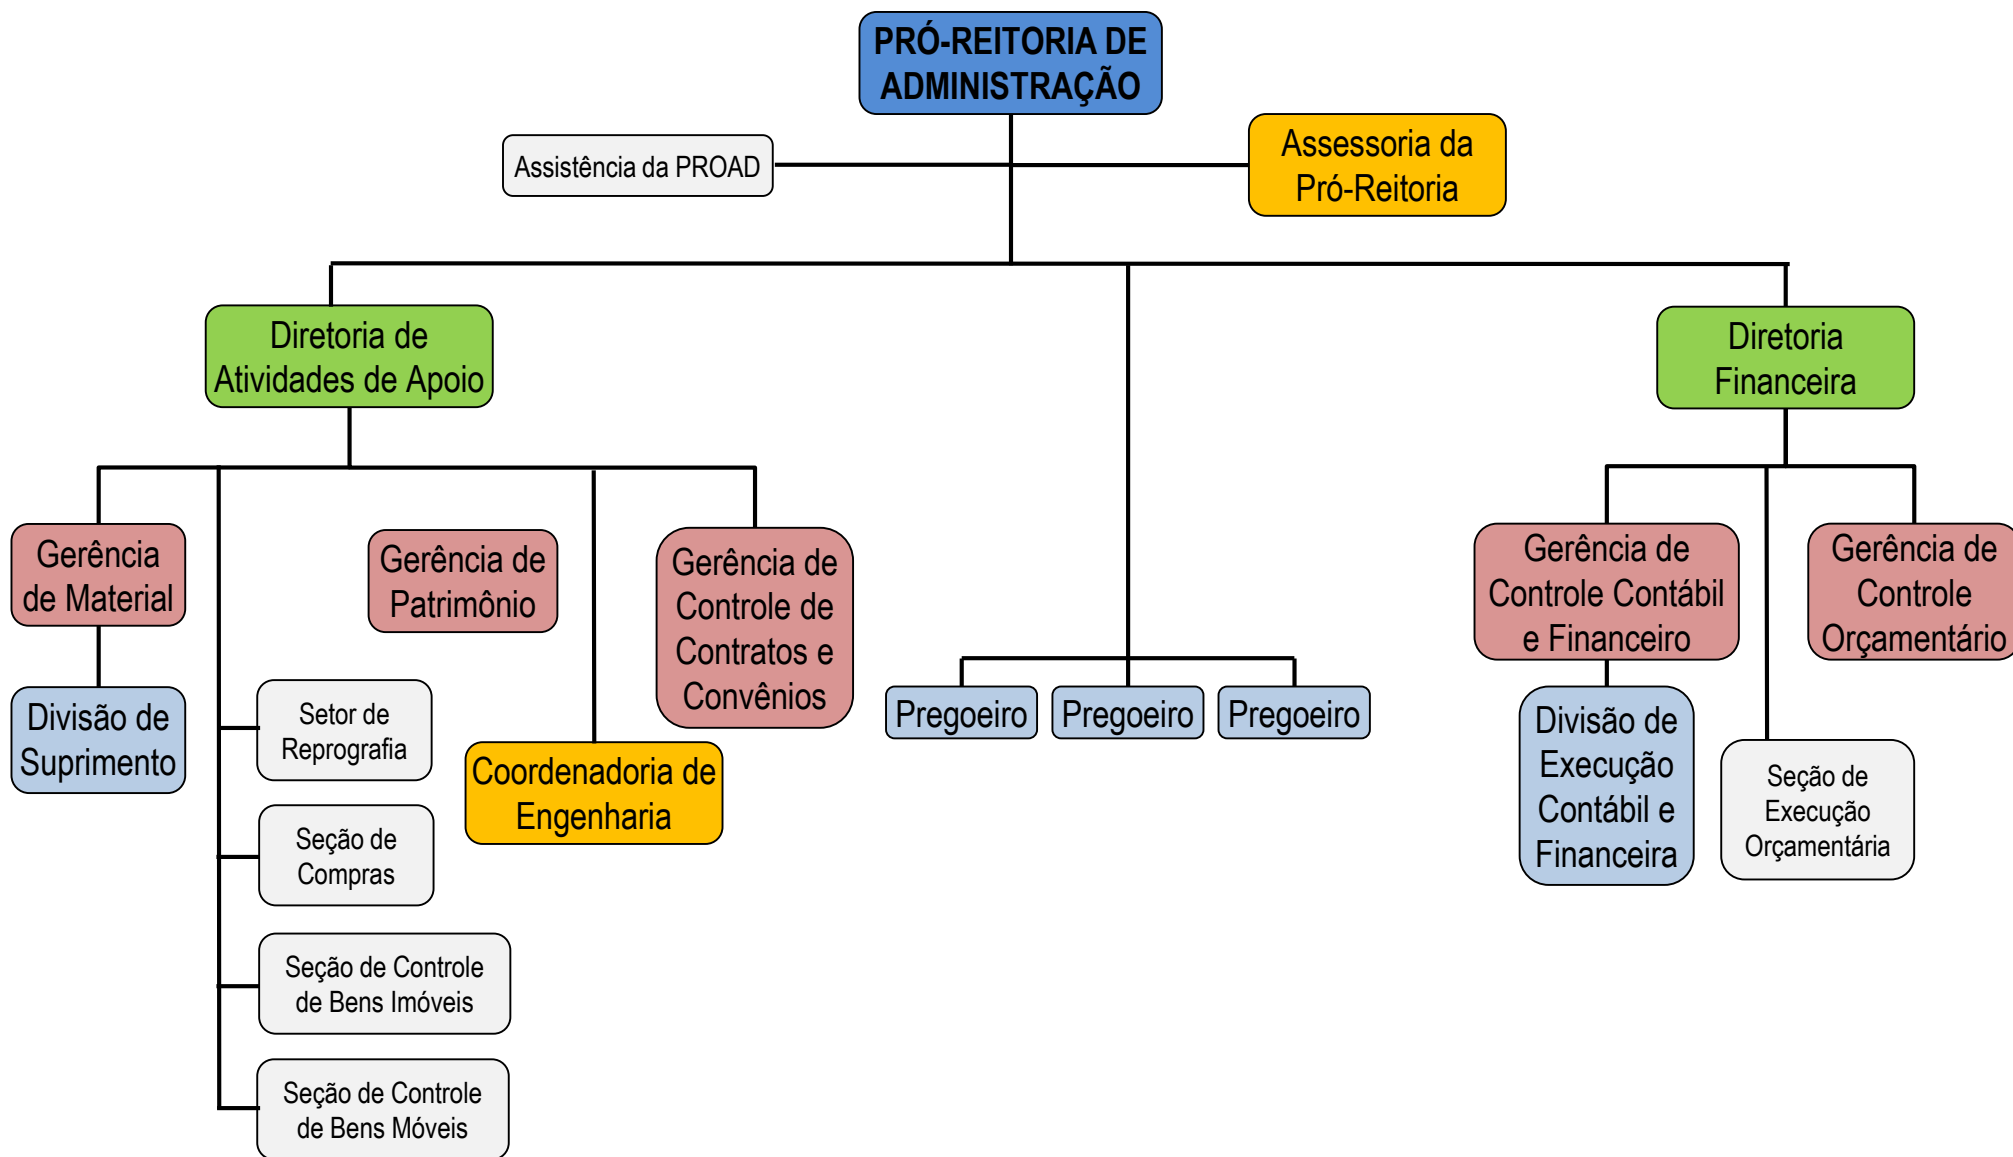 PRÓ-REITORIA DE
ADMINISTRAÇÃO
Assistência da PROAD
Assessoria da
Pró-Reitoria
Diretoria de
Atividades de Apoio
Diretoria
Financeira
Gerência
de Material
Gerência de
Patrimônio
Gerência de
Controle de
Contratos e
Convênios
Gerência de
Controle Contábil
e Financeiro
Gerência de
Controle
Orçamentário
Divisão de
Suprimento
Setor de
Reprografia
Coordenadoria de
Engenharia
Pregoeiro
Pregoeiro
Pregoeiro
Divisão de
Execução
Contábil e
Financeira
Seção de
Execução
Orçamentária
Seção de
Compras
Seção de Controle
de Bens Imóveis
Seção de Controle
de Bens Móveis